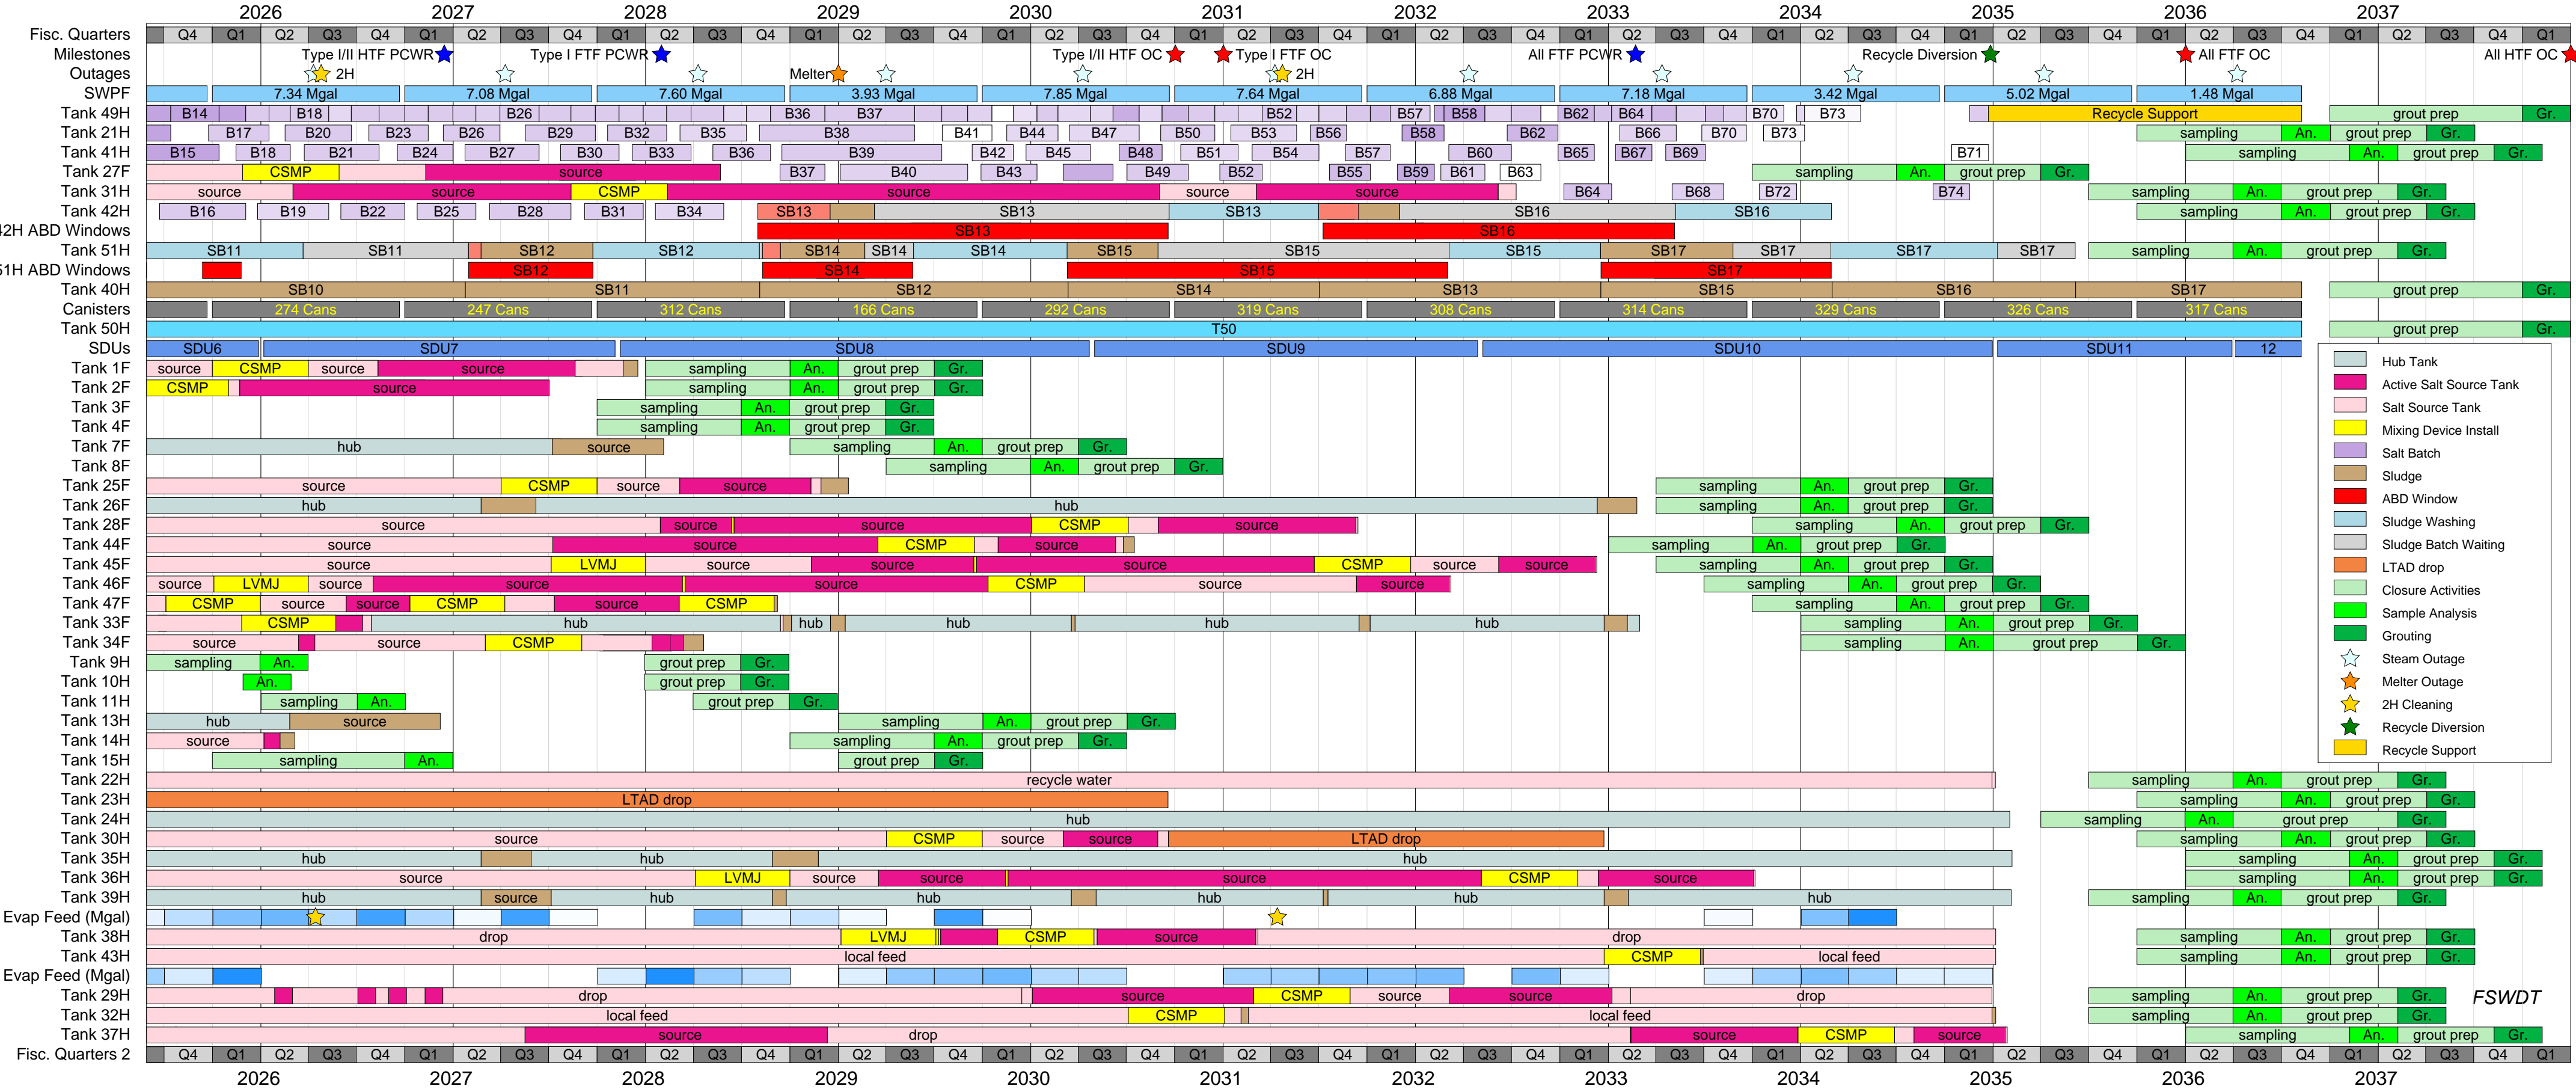 2026 2027 2028 2029 2030 2031 2032 2033 2034 2035 2036 2037
Fisc. Quarters Q4 Q1 Q2 Q3 Q4 Q1 Q2 Q3 Q4 Q1 Q2 Q3 Q4 Q1 Q2 Q3 Q4 Q1 Q2 Q3 Q4 Q1 Q2 Q3 Q4 Q1 Q2 Q3 Q4 Q1 Q2 Q3 Q4 Q1 Q2 Q3 Q4 Q1 Q2 Q3 Q4 Q1 Q2 Q3 Q4 Q1 Q2 Q3 Q4 Q1
Milestones Type I/II HTF PCWR Type I FTF PCWR Type I/II HTF OC Type I FTF OC All FTF PCWR Recycle Diversion All FTF OC All HTF OC
Outages 2H Melter 2H
SWPF 7.34 Mgal 7.08 Mgal 7.60 Mgal 3.93 Mgal 7.85 Mgal 7.64 Mgal 6.88 Mgal 7.18 Mgal 3.42 Mgal 5.02 Mgal 1.48 Mgal
Tank 49H B14 B18 B26 B36 B37 B52 B57 B58 B62 B64 B70 B73 Recycle Support grout prep Gr.
Tank 21H B17 B20 B23 B26 B29 B32 B35 B38 B41 B44 B47 B50 B53 B56 B58 B62 B66 B70 B73 sampling An. grout prep Gr.
Tank 41H B15 B18 B21 B24 B27 B30 B33 B36 B39 B42 B45 B48 B51 B54 B57 B60 B65 B67 B69 B71 sampling An. grout prep Gr.
Tank 27F CSMP source B37 B40 B43 B49 B52 B55 B59 B61 B63 sampling An. grout prep Gr.
Tank 31H source source CSMP source source source B64 B68 B72 B74 sampling An. grout prep Gr.
Tank 42H B16 B19 B22 B25 B28 B31 B34 SB13 SB13 SB13 SB16 SB16 sampling An. grout prep Gr.
42H ABD Windows SB13 SB16
Tank 51H SB11 SB11 SB12 SB12 SB14 SB14 SB14 SB15 SB15 SB15 SB17 SB17 SB17 SB17 sampling An. grout prep Gr.
51H ABD Windows SB12 SB14 SB15 SB17
Tank 40H SB10 SB11 SB12 SB14 SB13 SB15 SB16 SB17 grout prep Gr.
Canisters 274 Cans 247 Cans 312 Cans 166 Cans 292 Cans 319 Cans 308 Cans 314 Cans 329 Cans 326 Cans 317 Cans
Tank 50H T50 grout prep Gr.
SDUs SDU6 SDU7 SDU8 SDU9 SDU10 SDU11 12
Tank 1F source CSMP source source sampling An. grout prep Gr.
Tank 2F CSMP source sampling An. grout prep Gr.
Tank 3F sampling An. grout prep Gr.
Tank 4F sampling An. grout prep Gr.
Tank 7F hub source sampling An. grout prep Gr.
Tank 8F sampling An. grout prep Gr.
Tank 25F source CSMP source source sampling An. grout prep Gr.
Tank 26F hub hub sampling An. grout prep Gr.
Tank 28F source source source CSMP source sampling An. grout prep Gr.
Tank 44F source source CSMP source sampling An. grout prep Gr.
Tank 45F source LVMJ source source source CSMP source source sampling An. grout prep Gr.
Tank 46F source LVMJ source source source CSMP source source sampling An. grout prep Gr.
Tank 47F CSMP source source CSMP source CSMP sampling An. grout prep Gr.
Tank 33F CSMP hub hub hub hub hub sampling An. grout prep Gr.
Tank 34F source source CSMP sampling An. grout prep Gr.
Tank 9H sampling An. grout prep Gr.
Tank 10H An. grout prep Gr.
Tank 11H sampling An. grout prep Gr.
Tank 13H hub source sampling An. grout prep Gr.
Tank 14H source sampling An. grout prep Gr.
Tank 15H sampling An. grout prep Gr.
Tank 22H recycle water sampling An. grout prep Gr.
Tank 23H LTAD drop sampling An. grout prep Gr.
Tank 24H hub sampling An. grout prep Gr.
Tank 30H source CSMP source source LTAD drop sampling An. grout prep Gr.
Tank 35H hub hub hub sampling An. grout prep Gr.
Tank 36H source LVMJ source source source CSMP source sampling An. grout prep Gr.
Tank 39H hub source hub hub hub hub hub sampling An. grout prep Gr.
Evap Feed (Mgal)
Tank 38H drop LVMJ CSMP source drop sampling An. grout prep Gr.
Tank 43H local feed CSMP local feed sampling An. grout prep Gr.
Evap Feed (Mgal)
Tank 29H drop source CSMP source source drop sampling An. grout prep Gr.
Tank 32H local feed CSMP local feed sampling An. grout prep Gr.
Tank 37H source drop source CSMP source sampling An. grout prep Gr.
Fisc. Quarters 2 Q4 Q1 Q2 Q3 Q4 Q1 Q2 Q3 Q4 Q1 Q2 Q3 Q4 Q1 Q2 Q3 Q4 Q1 Q2 Q3 Q4 Q1 Q2 Q3 Q4 Q1 Q2 Q3 Q4 Q1 Q2 Q3 Q4 Q1 Q2 Q3 Q4 Q1 Q2 Q3 Q4 Q1 Q2 Q3 Q4 Q1 Q2 Q3 Q4 Q1
2026 2027 2028 2029 2030 2031 2032 2033 2034 2035 2036 2037
Hub Tank
Active Salt Source Tank
Salt Source Tank
Mixing Device Install
Salt Batch
Sludge
ABD Window
Sludge Washing
Sludge Batch Waiting
LTAD drop
Closure Activities
Sample Analysis
Grouting
Steam Outage
Melter Outage
2H Cleaning
Recycle Diversion
Recycle Support
FSWDT